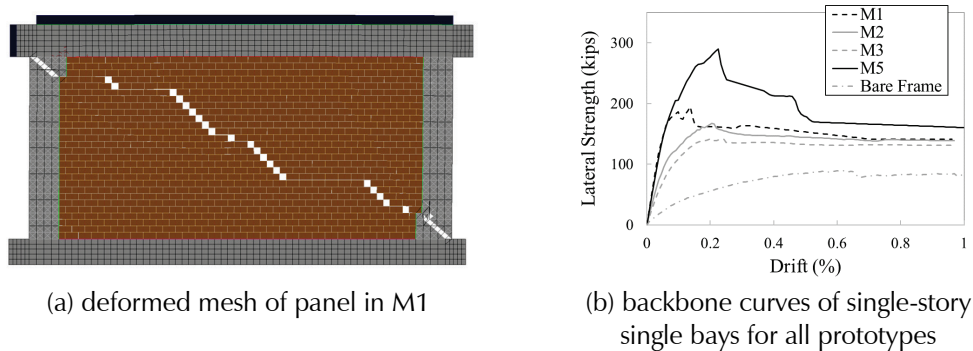 M1
M2
M3
M5
Bare Frame
Lateral Strength (kips)
300
200
100
0
0
0.2
0.4
0.6
0.8
1
Drift (%)
(a) deformed mesh of panel in M1
(b) backbone curves of single-story
single bays for all prototypes